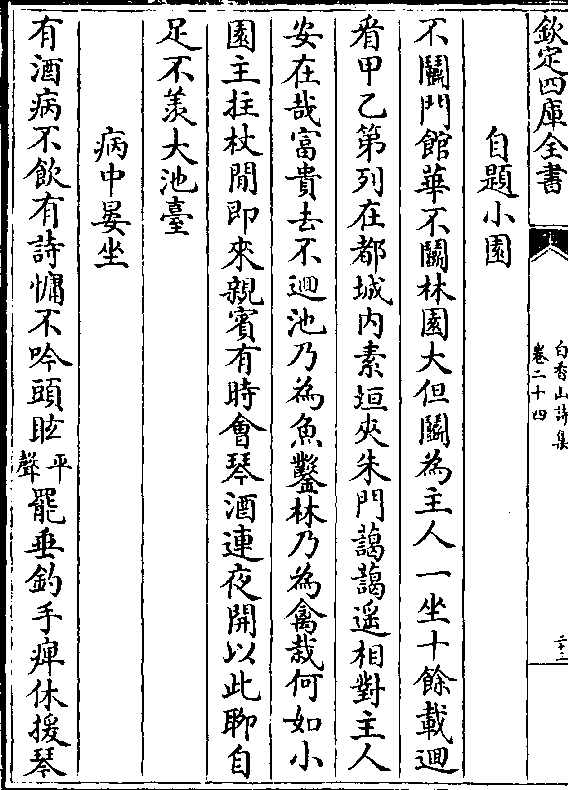 欽定四庫全書
白香山詩集
卷二十四
自題小園
不鬭門館華不鬭林園大但鬭為主人一坐十餘載迴
看甲乙第列在都城內素垣夾朱門藹藹遥相對主人
安在哉富貴去不迴池乃為魚鑿林乃為禽栽何如小
園主拄杖閒即來親賓有時會琴酒連夜開以此聊自
足不羨大池臺
病中晏坐
有酒病不飲有詩慵不吟頭眩平聲罷垂釣手痺休援琴